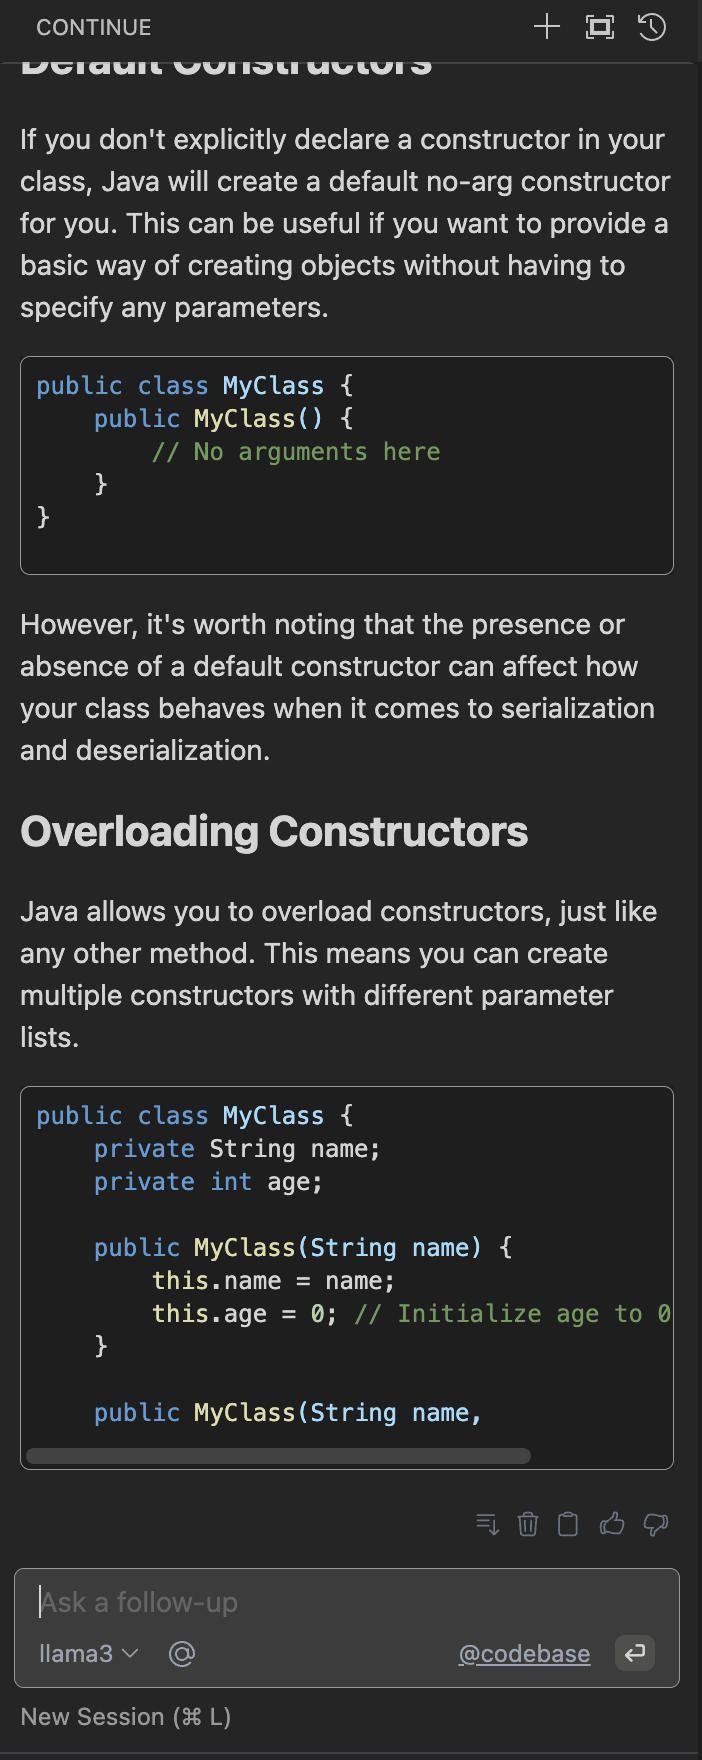 CONTINUE
Default Constructors
If you don't explicitly declare a constructor in your
class, Java will create a default no-arg constructor
for you. This can be useful if you want to provide a
basic way of creating objects without having to
specify any parameters.
public class MyClass {
    public MyClass() {
        // No arguments here
    }
}
However, it's worth noting that the presence or
absence of a default constructor can affect how
your class behaves when it comes to serialization
and deserialization.
Overloading Constructors
Java allows you to overload constructors, just like
any other method. This means you can create
multiple constructors with different parameter
lists.
public class MyClass {
    private String name;
    private int age;
    public MyClass(String name) {
        this.name = name;
        this.age = 0; // Initialize age to 0
    }
    public MyClass(String name,
Ask a follow-up
llama3 @ @codebase
New Session (⌘ L)